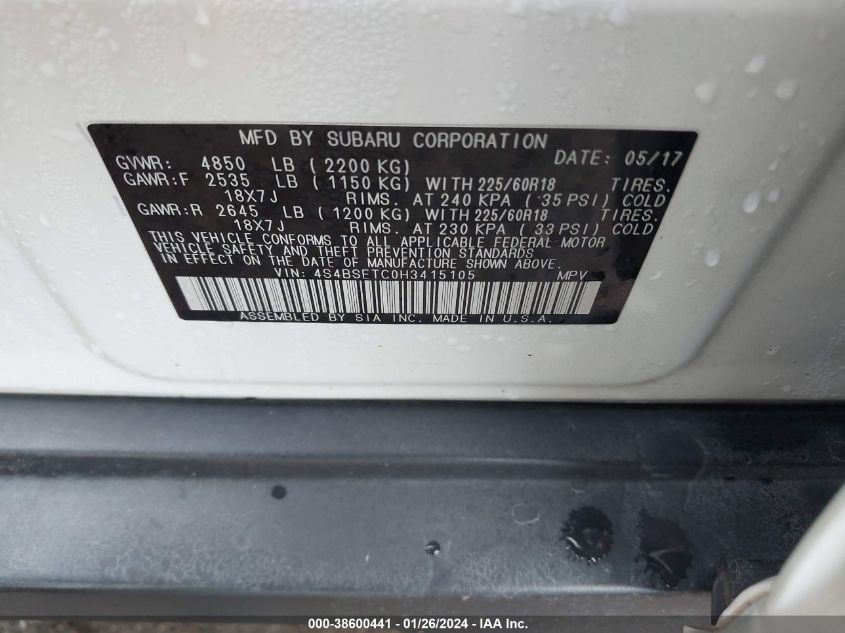 MFD BY SUBARU CORPORATION
GVWR: 4850 LB (2200 KG) DATE: 05/17
GAWR:F 2535 LB (1150 KG) WITH 225/60R18 TIRES.
18X7J RIMS. AT 240 KPA ( 35 PSI) COLD
GAWR:R 2645 LB (1200 KG) WITH 225/60R18 TIRES.
18X7J RIMS. AT 230 KPA ( 33 PSI) COLD
THIS VEHICLE CONFORMS TO ALL APPLICABLE FEDERAL MOTOR
VEHICLE SAFETY AND THEFT PREVENTION STANDARDS
IN EFFECT ON THE DATE OF MANUFACTURE SHOWN ABOVE.
VIN: 4S4BSETC0H3415105 MPV
ASSEMBLED BY SIA INC. MADE IN U.S.A.
000-38600441 - 01/26/2024 - IAA Inc.